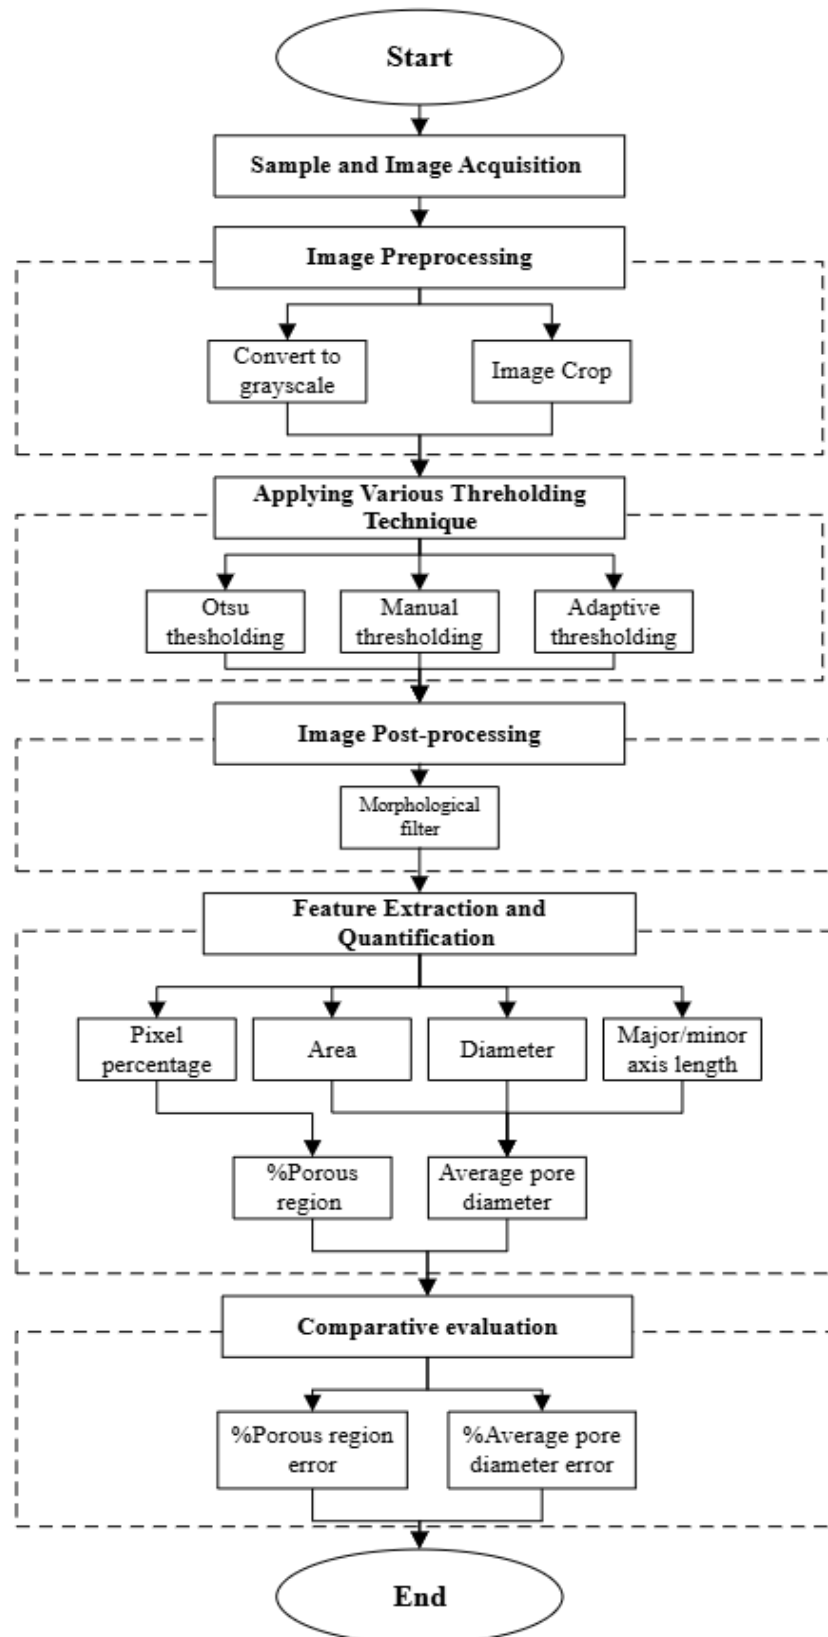 Start
Sample and Image Acquisition
Image Preprocessing
Convert to
grayscale
Image Crop
Applying Various Threholding
Technique
Otsu
thesholding
Manual
thresholding
Adaptive
thresholding
Image Post-processing
Morphological
filter
Feature Extraction and
Quantification
Pixel
percentage
Area
Diameter
Major/minor
axis length
%Porous
region
Average pore
diameter
Comparative evaluation
%Porous region
error
%Average pore
diameter error
End